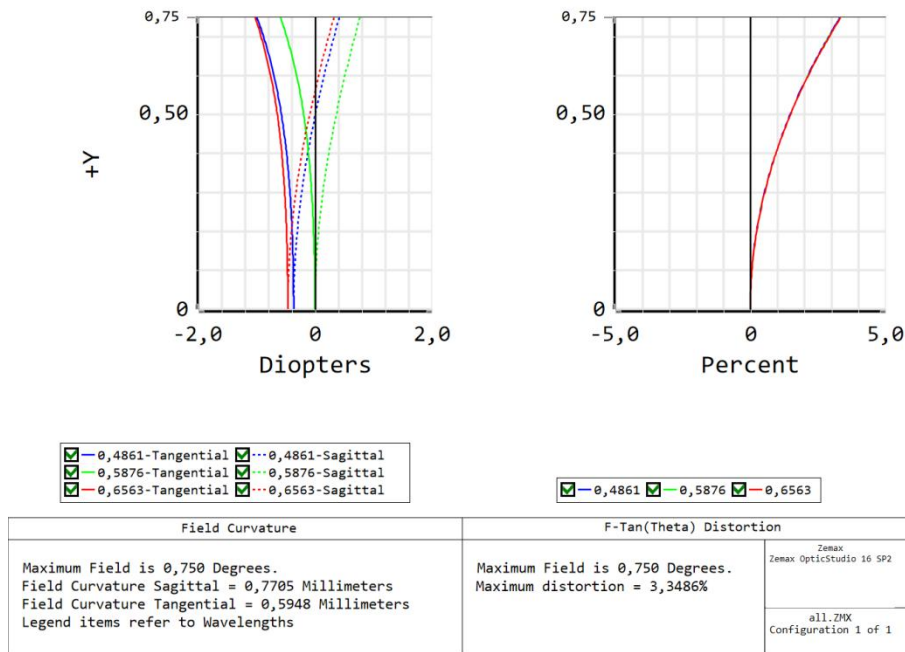 0,75
0,50
+Y
0
-2,0 0 2,0
Diopters
0,75
0,50
0
-5,0 0 5,0
Percent
0,4861-Tangential 0,4861-Sagittal
0,5876-Tangential 0,5876-Sagittal
0,6563-Tangential 0,6563-Sagittal
0,4861 0,5876 0,6563
Field Curvature
Maximum Field is 0,750 Degrees.
Field Curvature Sagittal = 0,7705 Millimeters
Field Curvature Tangential = 0,5948 Millimeters
Legend items refer to Wavelengths
F-Tan(Theta) Distortion
Maximum Field is 0,750 Degrees.
Maximum distortion = 3,3486%
Zemax
Zemax OpticStudio 16 SP2
all.ZMX
Configuration 1 of 1